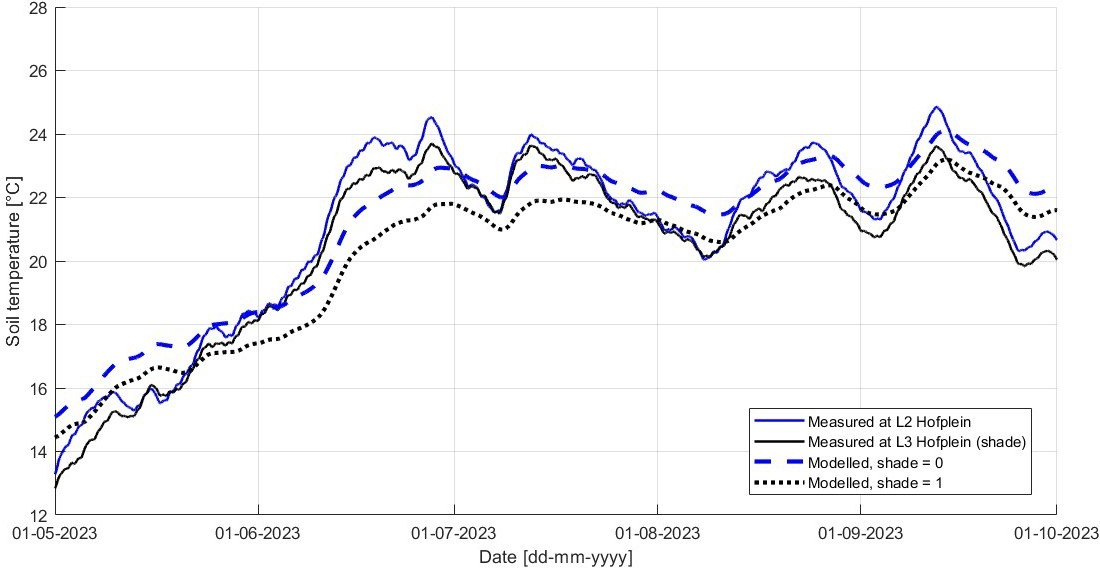 28
26
24
22
20
18
16
14
12
Soil temperature [°C]
Measured at L2 Hofplein
Measured at L3 Hofplein (shade)
Modelled, shade = 0
Modelled, shade = 1
01-05-2023 01-06-2023 01-07-2023 01-08-2023 01-09-2023 01-10-2023
Date [dd-mm-yyyy]